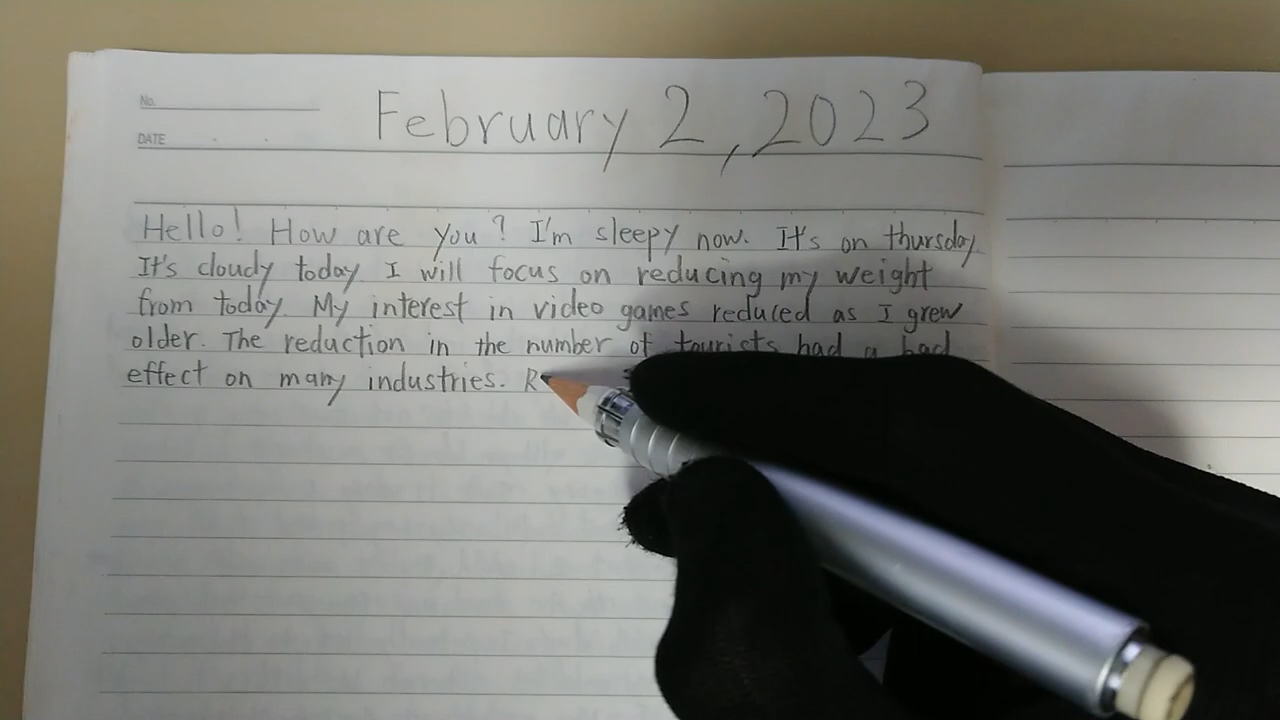 No.
DATE
February 2, 2023
Hello! How are you? I'm sleepy now. It's on thursday
It's cloudy today I will focus on reducing my weight
from today. My interest in video games reduced as I grew
older. The reduction in the number of tourists had a bad
effect on many industries. R